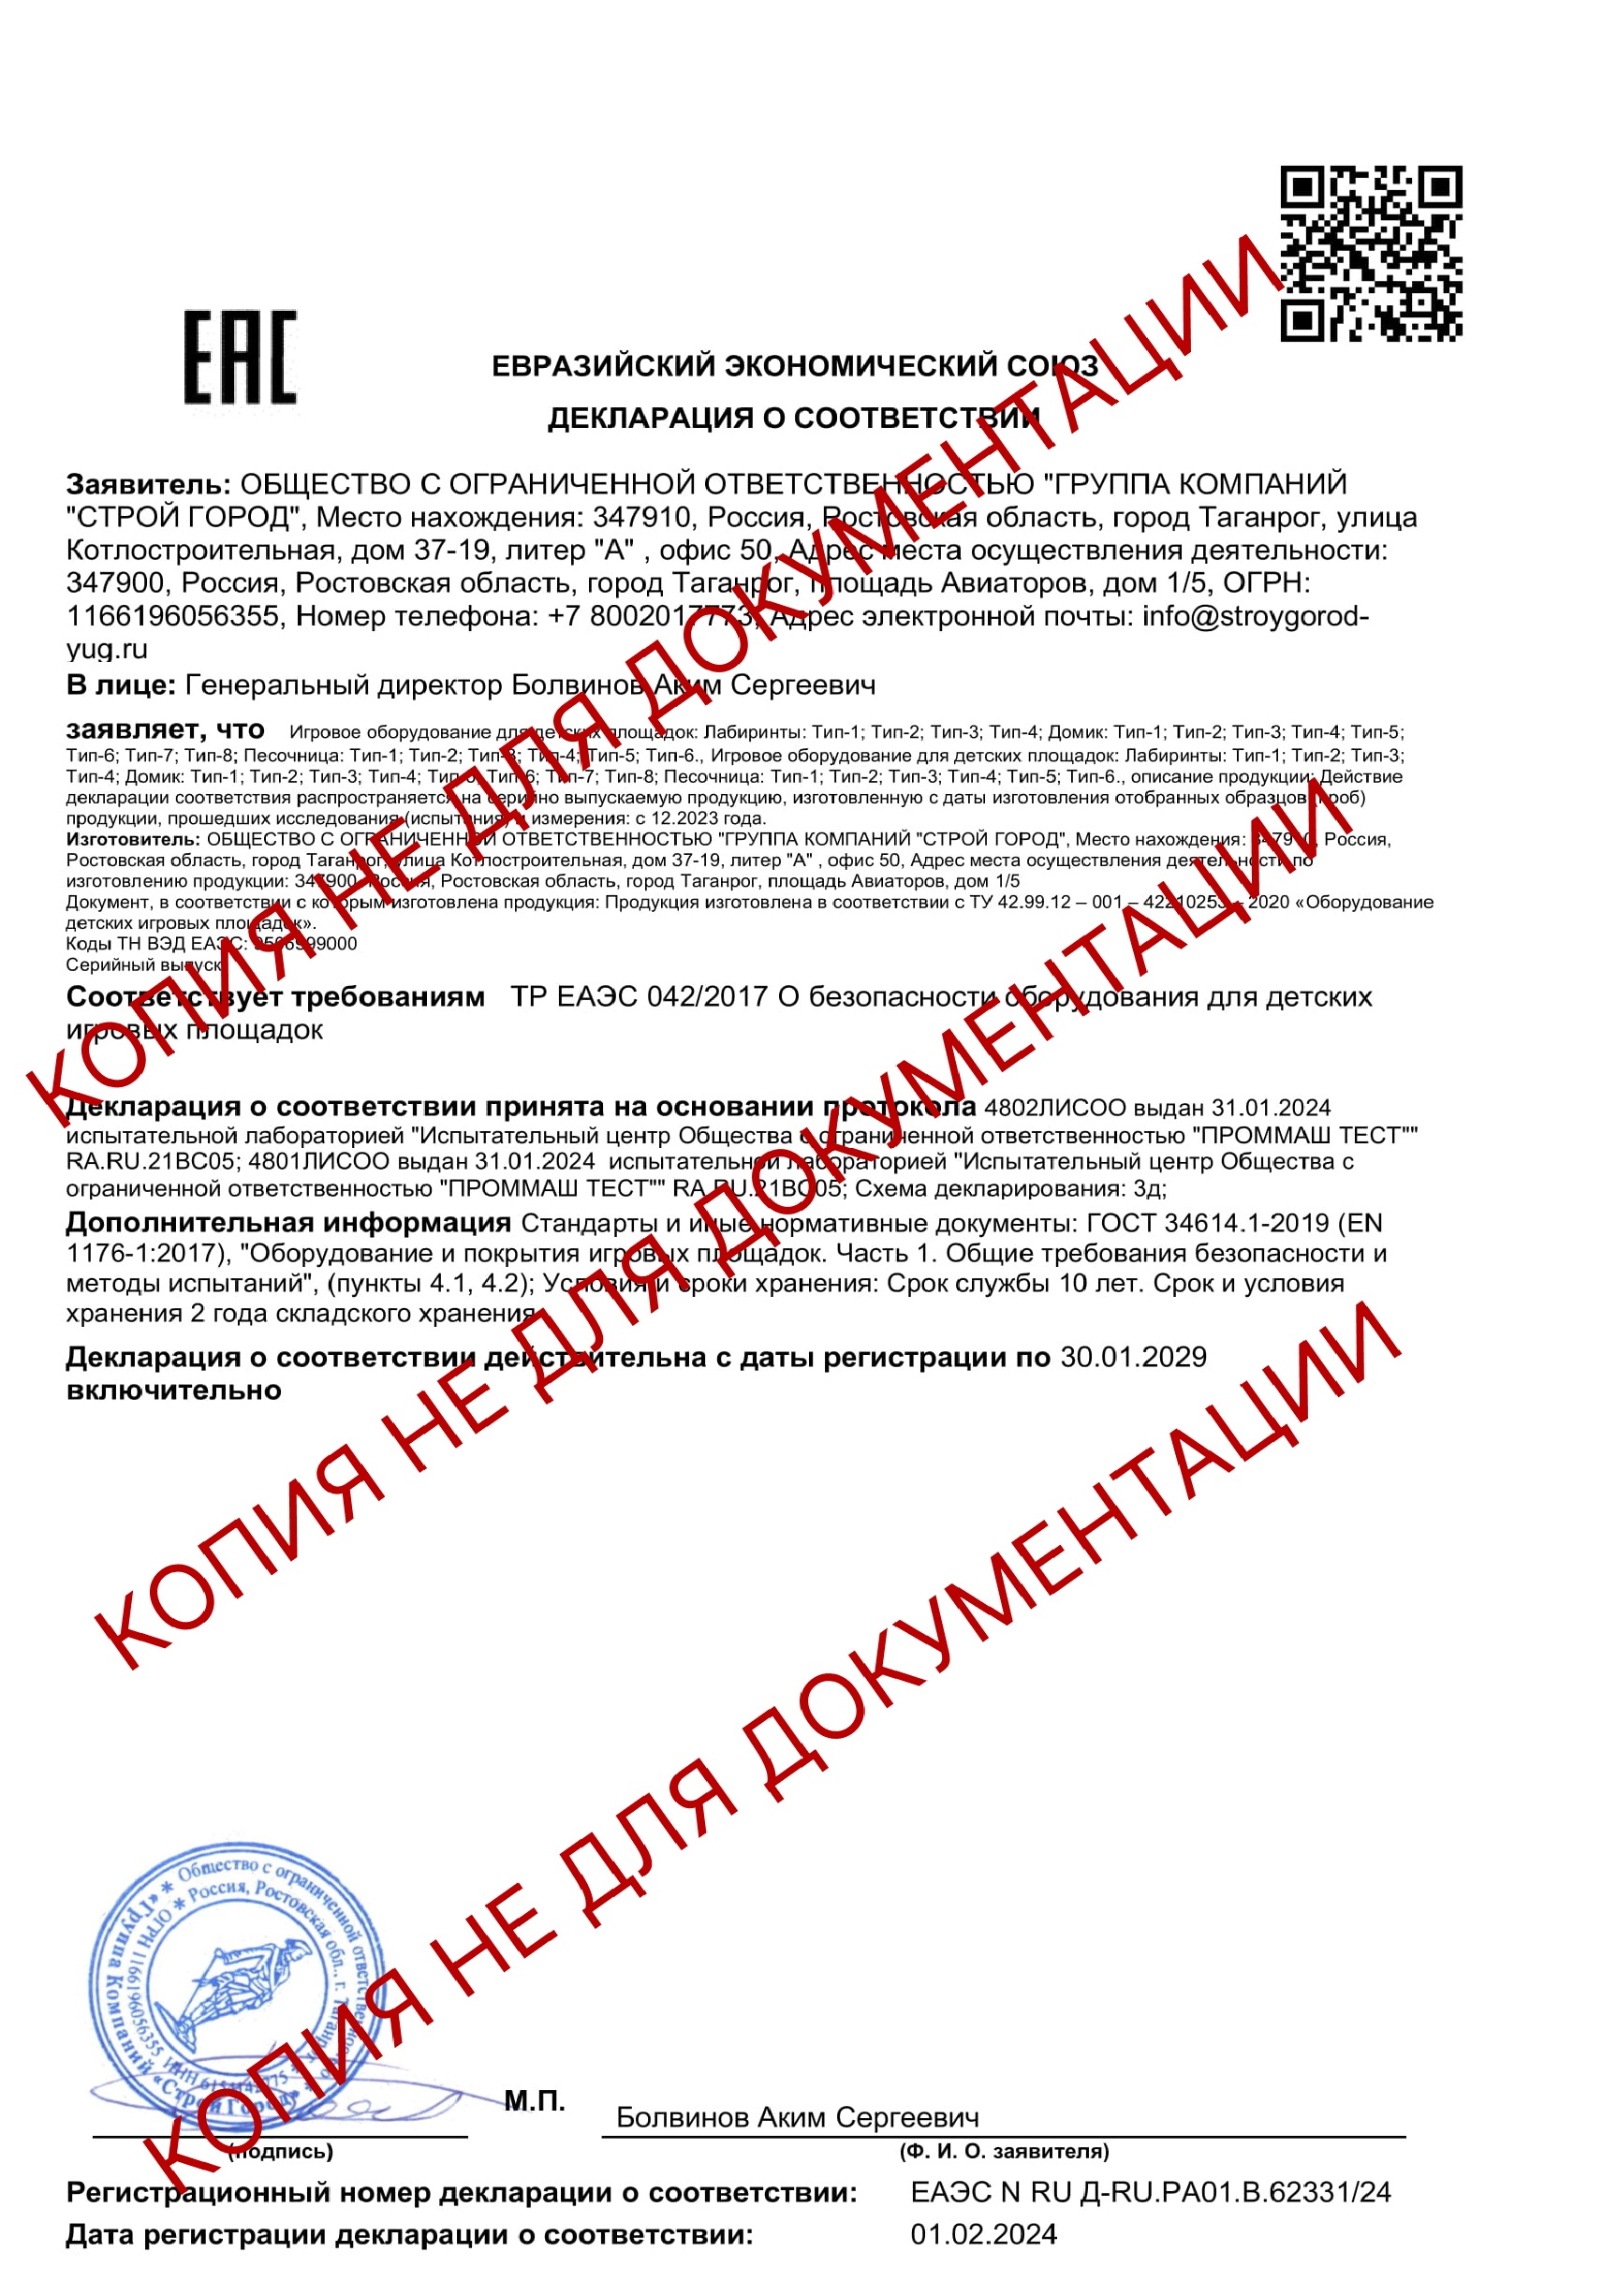 ЕАС
ЕВРАЗИЙСКИЙ ЭКОНОМИЧЕСКИЙ СОЮЗ
ДЕКЛАРАЦИЯ О СООТВЕТСТВИИ
Заявитель: ОБЩЕСТВО С ОГРАНИЧЕННОЙ ОТВЕТСТВЕННОСТЬЮ "ГРУППА КОМПАНИЙ
"СТРОЙ ГОРОД", Место нахождения: 347910, Россия, Ростовская область, город Таганрог, улица
Котлостроительная, дом 37-19, литер "А" , офис 50, Адрес места осуществления деятельности:
347900, Россия, Ростовская область, город Таганрог, площадь Авиаторов, дом 1/5, ОГРН:
1166196056355, Номер телефона: +7 8002017773, Адрес электронной почты: info@stroygorod-
yug.ru
В лице: Генеральный директор Болвинов Аким Сергеевич
заявляет, что Игровое оборудование для детских площадок: Лабиринты: Тип-1; Тип-2; Тип-3; Тип-4; Домик: Тип-1; Тип-2; Тип-3; Тип-4; Тип-5;
Тип-6; Тип-7; Тип-8; Песочница: Тип-1; Тип-2; Тип-3; Тип-4; Тип-5; Тип-6., Игровое оборудование для детских площадок: Лабиринты: Тип-1; Тип-2; Тип-3;
Тип-4; Домик: Тип-1; Тип-2; Тип-3; Тип-4; Тип-5; Тип-6; Тип-7; Тип-8; Песочница: Тип-1; Тип-2; Тип-3; Тип-4; Тип-5; Тип-6., описание продукции: Действие
декларации соответствия распространяется на серийно выпускаемую продукцию, изготовленную с даты изготовления отобранных образцов (проб)
продукции, прошедших исследования (испытания) и измерения: с 12.2023 года.
Изготовитель: ОБЩЕСТВО С ОГРАНИЧЕННОЙ ОТВЕТСТВЕННОСТЬЮ "ГРУППА КОМПАНИЙ "СТРОЙ ГОРОД", Место нахождения: 347910, Россия,
Ростовская область, город Таганрог, улица Котлостроительная, дом 37-19, литер "А" , офис 50, Адрес места осуществления деятельности по
изготовлению продукции: 347900, Россия, Ростовская область, город Таганрог, площадь Авиаторов, дом 1/5
Документ, в соответствии с которым изготовлена продукция: Продукция изготовлена в соответствии с ТУ 42.99.12 – 001 – 42210253 – 2020 «Оборудование
детских игровых площадок».
Коды ТН ВЭД ЕАЭС: 9506999000
Серийный выпуск
Соответствует требованиям ТР ЕАЭС 042/2017 О безопасности оборудования для детских
игровых площадок
Декларация о соответствии принята на основании протокола 4802ЛИСОО выдан 31.01.2024
испытательной лабораторией "Испытательный центр Общества с ограниченной ответственностью "ПРОММАШ ТЕСТ""
RA.RU.21ВС05; 4801ЛИСОО выдан 31.01.2024 испытательной лабораторией "Испытательный центр Общества с
ограниченной ответственностью "ПРОММАШ ТЕСТ"" RA.RU.21ВС05; Схема декларирования: 3д;
Дополнительная информация Стандарты и иные нормативные документы: ГОСТ 34614.1-2019 (EN
1176-1:2017), "Оборудование и покрытия игровых площадок. Часть 1. Общие требования безопасности и
методы испытаний", (пункты 4.1, 4.2); Условия и сроки хранения: Срок службы 10 лет. Срок и условия
хранения 2 года складского хранения
Декларация о соответствии действительна с даты регистрации по 30.01.2029
включительно
КОПИЯ НЕ ДЛЯ ДОКУМЕНТАЦИИ
КОПИЯ НЕ ДЛЯ ДОКУМЕНТАЦИИ
КОПИЯ НЕ ДЛЯ ДОКУМЕНТАЦИИ
* Общество с ограниченной ответственностью *
«Группа Компаний «Строй Город»
* Россия, Ростовская обл., г. Таганрог *
ОГРН 1166196056355 ИНН
М.П.
Болвинов Аким Сергеевич
(подпись)
(Ф. И. О. заявителя)
Регистрационный номер декларации о соответствии: ЕАЭС N RU Д-RU.РА01.В.62331/24
Дата регистрации декларации о соответствии: 01.02.2024